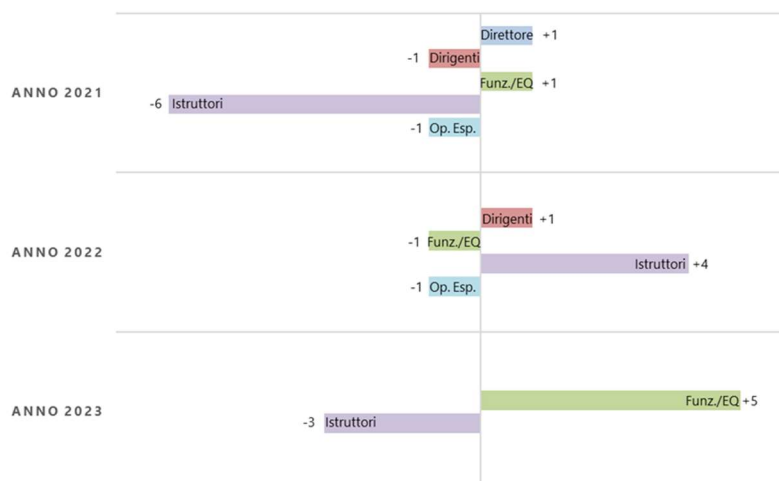 Direttore +1
-1 Dirigenti
Funz./EQ +1
ANNO 2021
-6 Istruttori
-1 Op. Esp.
Dirigenti +1
-1 Funz./EQ
ANNO 2022
Istruttori +4
-1 Op. Esp.
Funz./EQ +5
ANNO 2023
-3 Istruttori